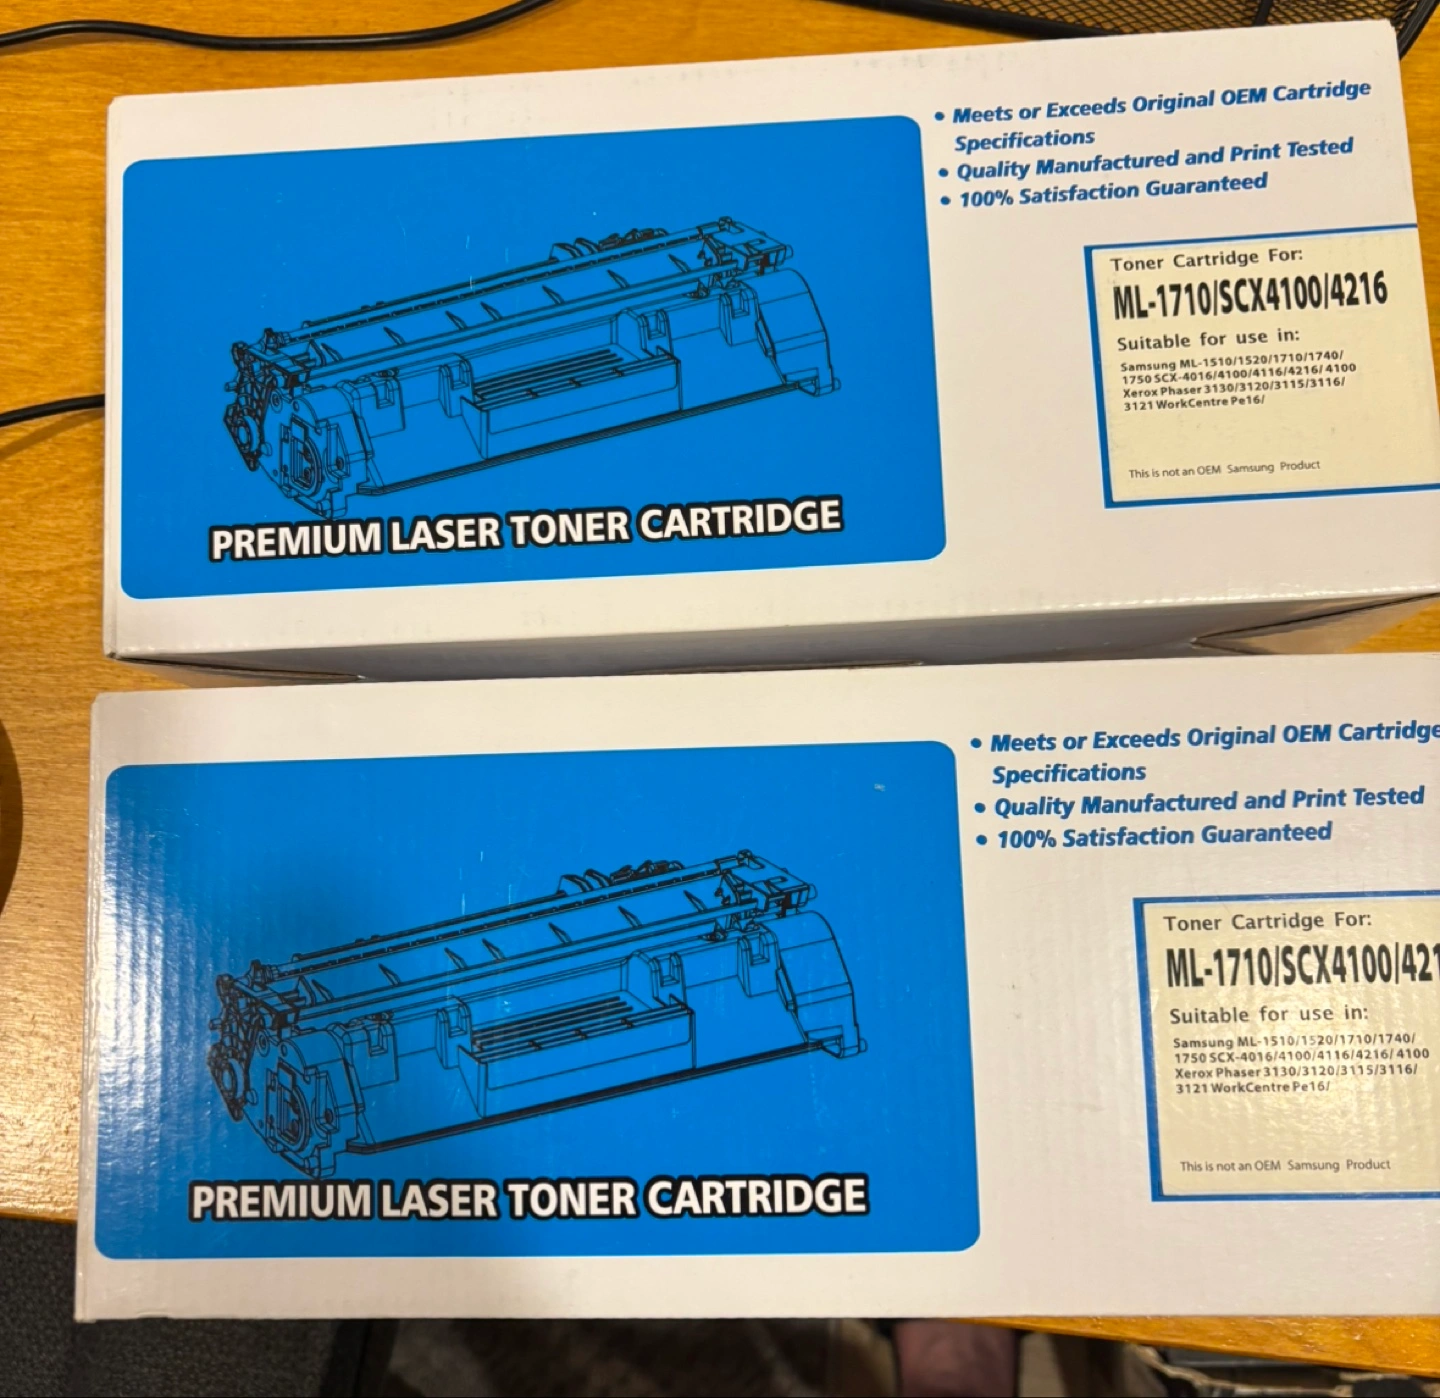 • Meets or Exceeds Original OEM Cartridge
Specifications
• Quality Manufactured and Print Tested
• 100% Satisfaction Guaranteed
Toner Cartridge For:
ML-1710/SCX4100/4216
Suitable for use in:
Samsung ML-1510/1520/1710/1740/
1750 SCX-4016/4100/4116/4216/ 4100
Xerox Phaser 3130/3120/3115/3116/
3121 WorkCentre Pe16/
This is not an OEM Samsung Product
PREMIUM LASER TONER CARTRIDGE
• Meets or Exceeds Original OEM Cartridge
Specifications
• Quality Manufactured and Print Tested
• 100% Satisfaction Guaranteed
Toner Cartridge For:
ML-1710/SCX4100/421
Suitable for use in:
Samsung ML-1510/1520/1710/1740/
1750 SCX-4016/4100/4116/4216/ 4100
Xerox Phaser 3130/3120/3115/3116/
3121 WorkCentre Pe16/
This is not an OEM Samsung Product
PREMIUM LASER TONER CARTRIDGE